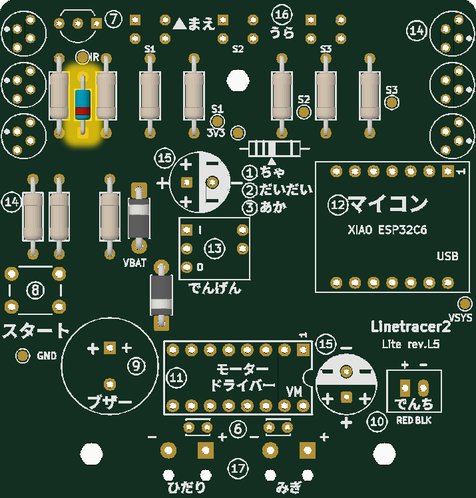 ⑦
▲まえ
⑯
うら
⑭
S1
S2
S3
S1
S2
S3
3V3
⑮
①ちゃ
②だいだい
③あか
1
⑫マイコン
XIAO ESP32C6
USB
⑭
I
⑬
O
でんげん
VBAT
⑧
スタート
GND
VSYS
Linetracer2
Lite rev.L5
⑨
ブザー
1
⑪
モーター
ドライバー
VM
⑮
でんち
RED BLK
⑥
⑩
⑰
ひだり
みぎ